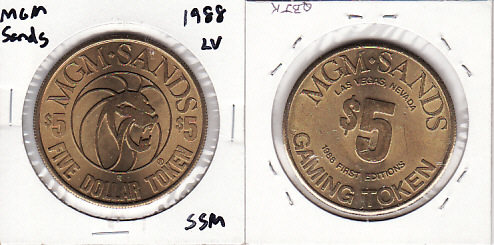 MGM
Sands
1988
LV
MGM·SANDS
$5 $5
FIVE DOLLAR TOKEN
SSM
MGM·SANDS
LAS VEGAS, NEVADA
$5
1988 FIRST EDITIONS
GAMING TOKEN